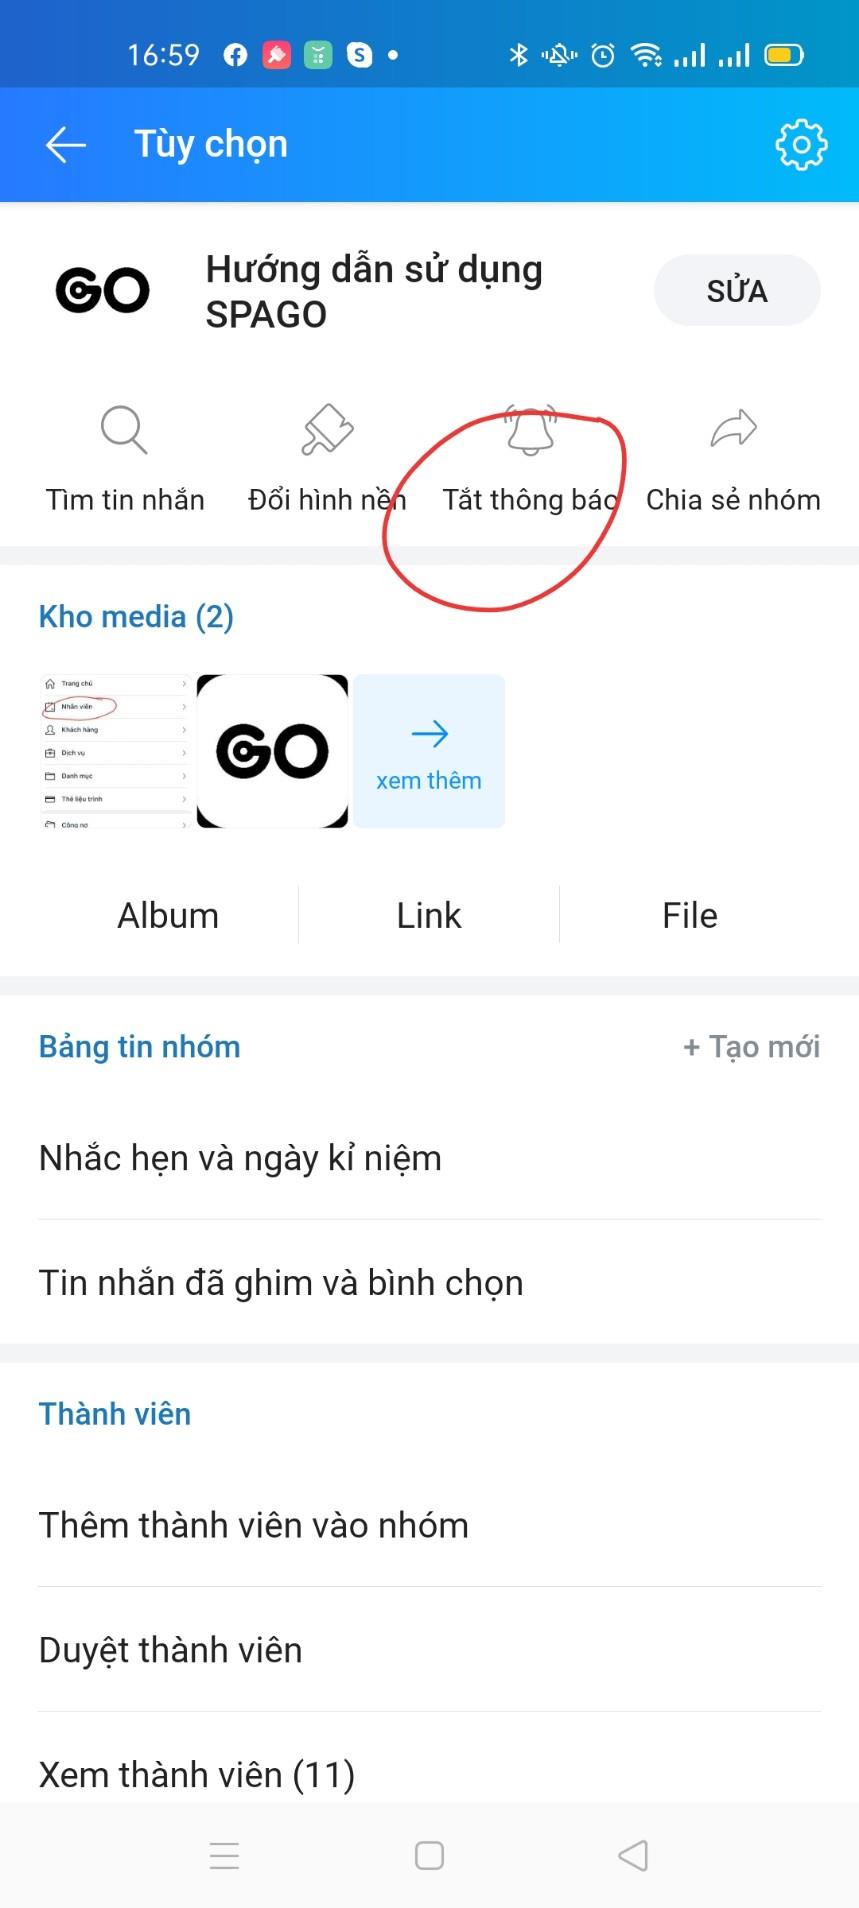 16:59
Tùy chọn
GO
Hướng dẫn sử dụng
SPAGO
SỬA
Tìm tin nhắn
Đổi hình nền
Tắt thông báo
Chia sẻ nhóm
Kho media (2)
Trang chủ
Nhân viên
Khách hàng
Dịch vụ
Danh mục
Thẻ liệu trình
Công nợ
GO
xem thêm
Album
Link
File
Bảng tin nhóm
+ Tạo mới
Nhắc hẹn và ngày kỉ niệm
Tin nhắn đã ghim và bình chọn
Thành viên
Thêm thành viên vào nhóm
Duyệt thành viên
Xem thành viên (11)